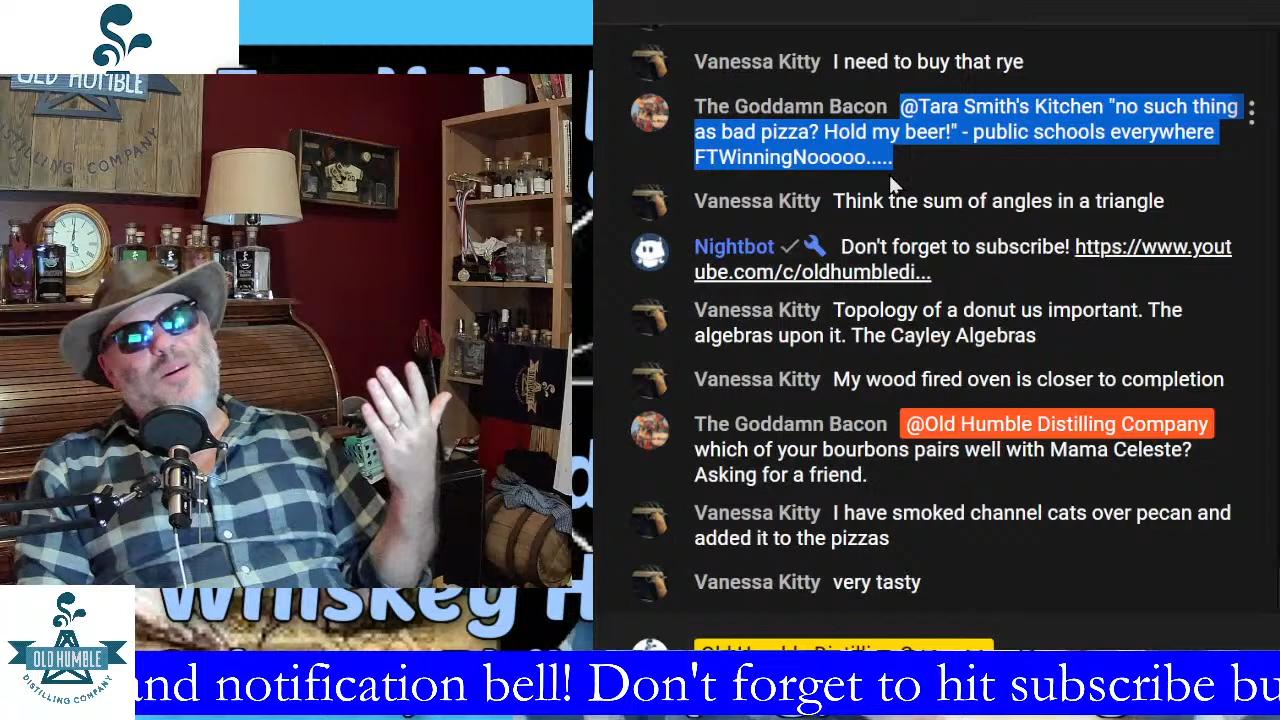 OLD HUMBLE
DISTILLING COMPANY
Vanessa Kitty I need to buy that rye
The Goddamn Bacon @Tara Smith's Kitchen "no such thing
as bad pizza? Hold my beer!" - public schools everywhere
FTWinningNooooo.....
Vanessa Kitty Think the sum of angles in a triangle
Nightbot Don't forget to subscribe! https://www.yout
ube.com/c/oldhumbledi...
Vanessa Kitty Topology of a donut us important. The
algebras upon it. The Cayley Algebras
Vanessa Kitty My wood fired oven is closer to completion
The Goddamn Bacon @Old Humble Distilling Company
which of your bourbons pairs well with Mama Celeste?
Asking for a friend.
Vanessa Kitty I have smoked channel cats over pecan and
added it to the pizzas
Vanessa Kitty very tasty
Whiskey H
OLD HUMBLE
DISTILLING COMPANY
and notification bell! Don't forget to hit subscribe bu